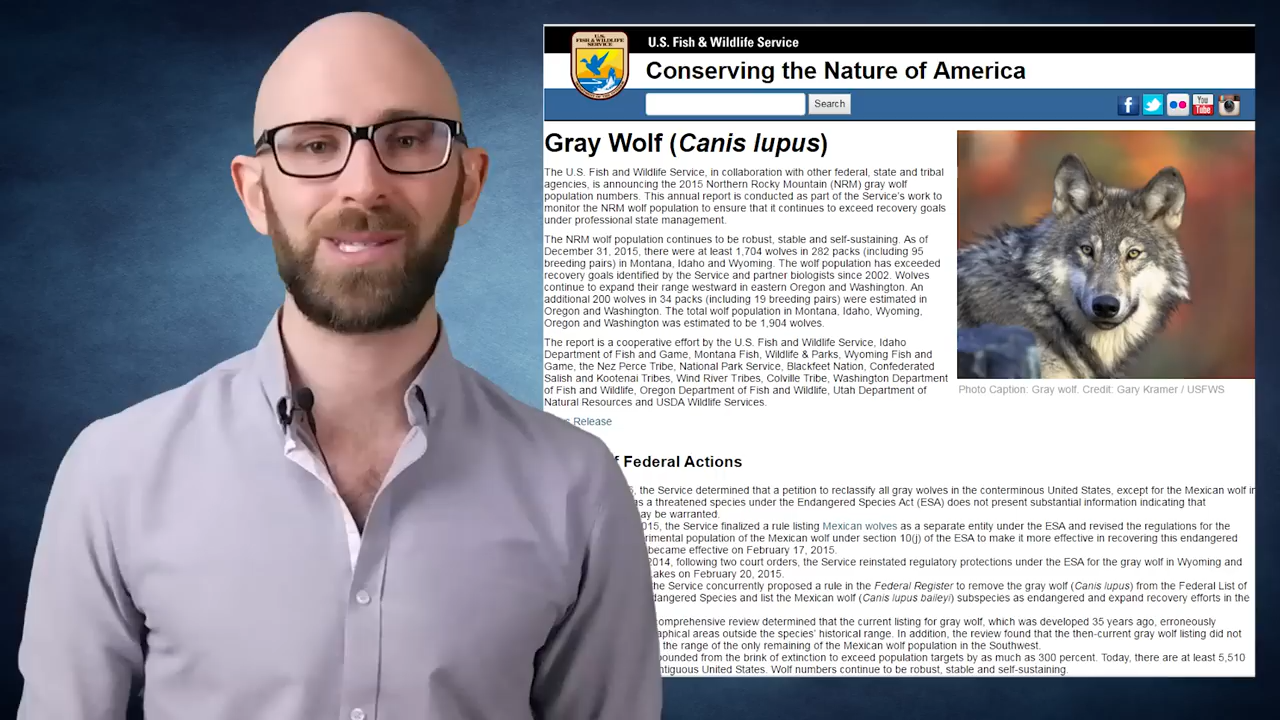 U.S.
FISH & WILDLIFE
SERVICE
U.S. Fish & Wildlife Service
Conserving the Nature of America
Search
f
You
Tube
Gray Wolf (Canis lupus)
The U.S. Fish and Wildlife Service, in collaboration with other federal, state and tribal
agencies, is announcing the 2015 Northern Rocky Mountain (NRM) gray wolf
population numbers. This annual report is conducted as part of the Service's work to
monitor the NRM wolf population to ensure that it continues to exceed recovery goals
under professional state management.
The NRM wolf population continues to be robust, stable and self-sustaining. As of
December 31, 2015, there were at least 1,704 wolves in 282 packs (including 95
breeding pairs) in Montana, Idaho and Wyoming. The wolf population has exceeded
recovery goals identified by the Service and partner biologists since 2002. Wolves
continue to expand their range westward in eastern Oregon and Washington. An
additional 200 wolves in 34 packs (including 19 breeding pairs) were estimated in
Oregon and Washington. The total wolf population in Montana, Idaho, Wyoming,
Oregon and Washington was estimated to be 1,904 wolves.
The report is a cooperative effort by the U.S. Fish and Wildlife Service, Idaho
Department of Fish and Game, Montana Fish, Wildlife & Parks, Wyoming Fish and
Game, the Nez Perce Tribe, National Park Service, Blackfeet Nation, Confederated
Salish and Kootenai Tribes, Wind River Tribes, Colville Tribe, Washington Department
of Fish and Wildlife, Oregon Department of Fish and Wildlife, Utah Department of
Natural Resources and USDA Wildlife Services.
Photo Caption: Gray wolf. Credit: Gary Kramer / USFWS
Release
Federal Actions
the Service determined that a petition to reclassify all gray wolves in the conterminous United States, except for the Mexican wolf in
as a threatened species under the Endangered Species Act (ESA) does not present substantial information indicating that
may be warranted.
2015, the Service finalized a rule listing Mexican wolves as a separate entity under the ESA and revised the regulations for the
population of the Mexican wolf under section 10(j) of the ESA to make it more effective in recovering this endangered
became effective on February 17, 2015.
2014, following two court orders, the Service reinstated regulatory protections under the ESA for the gray wolf in Wyoming and
on February 20, 2015.
the Service concurrently proposed a rule in the Federal Register to remove the gray wolf (Canis lupus) from the Federal List of
Species and list the Mexican wolf (Canis lupus baileyi) subspecies as endangered and expand recovery efforts in the
review determined that the current listing for gray wolf, which was developed 35 years ago, erroneously
areas outside the species' historical range. In addition, the review found that the then-current gray wolf listing did not
the range of the only remaining of the Mexican wolf population in the Southwest.
from the brink of extinction to exceed population targets by as much as 300 percent. Today, there are at least 5,510
United States. Wolf numbers continue to be robust, stable and self-sustaining.